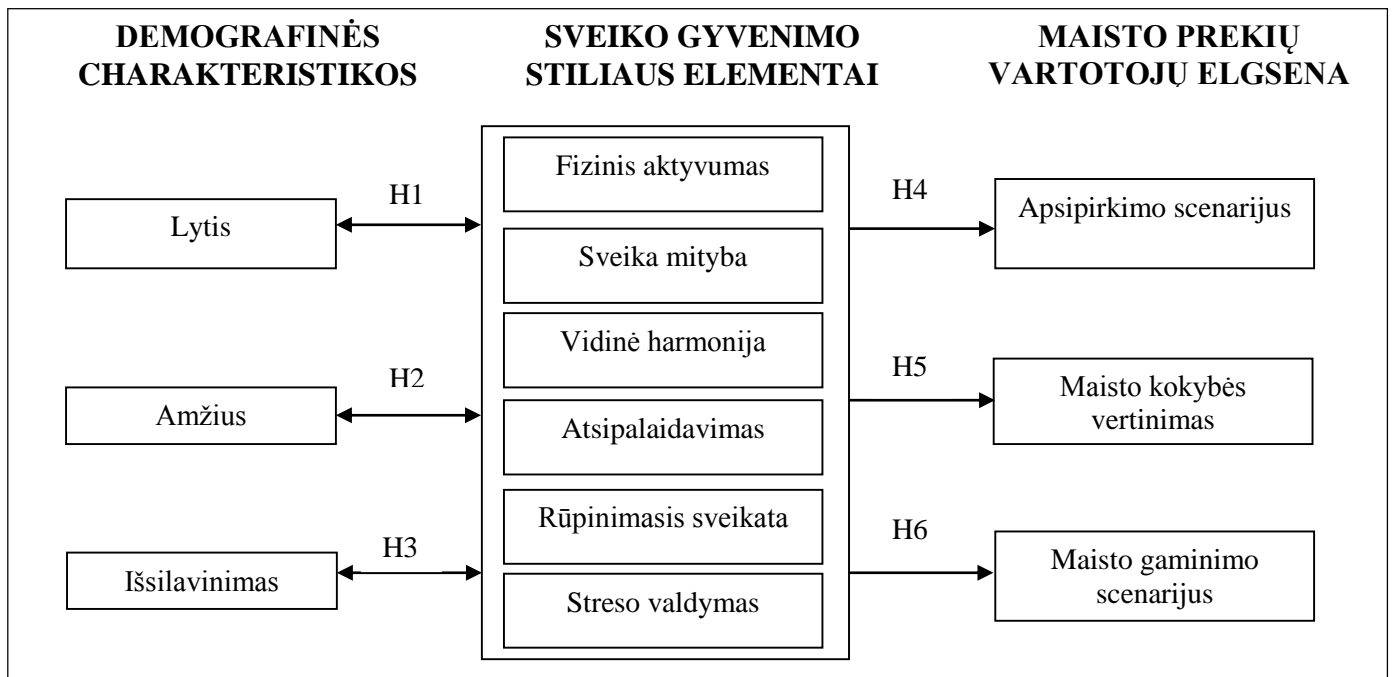 DEMOGRAFINĖS
CHARAKTERISTIKOS
SVEIKO GYVENIMO
STILIAUS ELEMENTAI
MAISTO PREKIŲ
VARTOTOJŲ ELGSENA
Lytis
Amžius
Išsilavinimas
H1
H2
H3
Fizinis aktyvumas
Sveika mityba
Vidinė harmonija
Atsipalaidavimas
Rūpinimasis sveikata
Streso valdymas
H4
H5
H6
Apsipirkimo scenarijus
Maisto kokybės
vertinimas
Maisto gaminimo
scenarijus